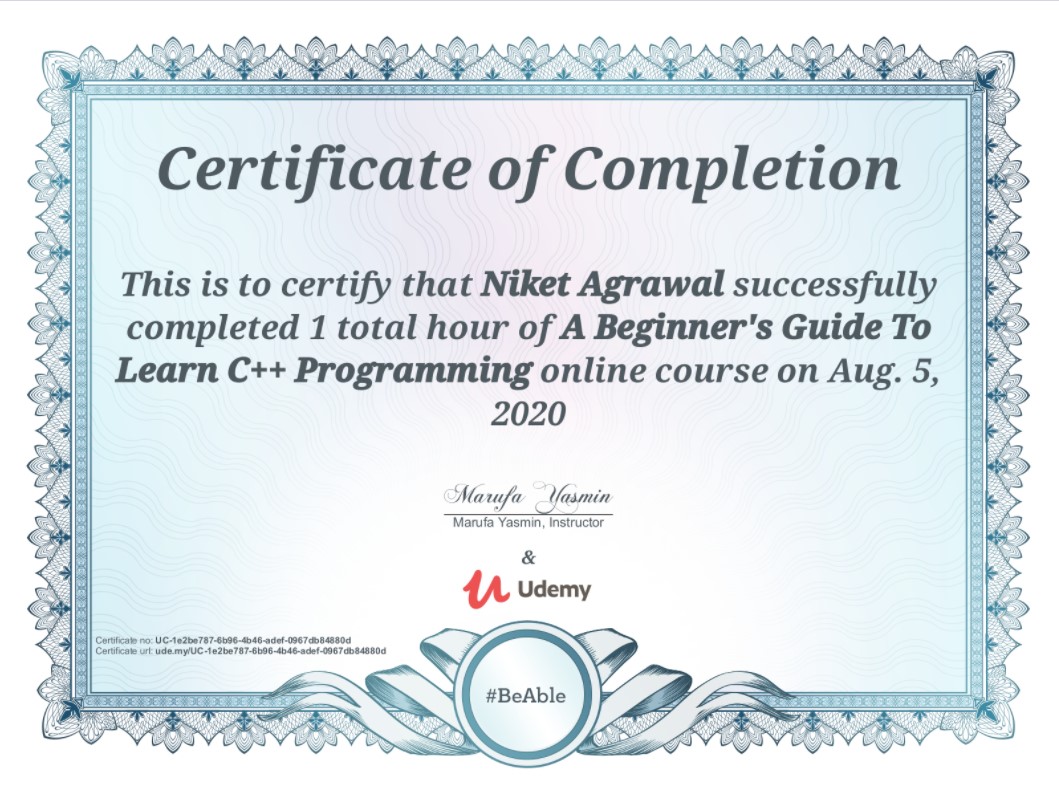 Certificate of Completion
This is to certify that Niket Agrawal successfully
completed 1 total hour of A Beginner's Guide To
Learn C++ Programming online course on Aug. 5,
2020
Marufa Yasmin
Marufa Yasmin, Instructor
&
Udemy
Certificate no: UC-1e2be787-6b96-4b46-adef-0967db84880d
Certificate url: ude.my/UC-1e2be787-6b96-4b46-adef-0967db84880d
#BeAble